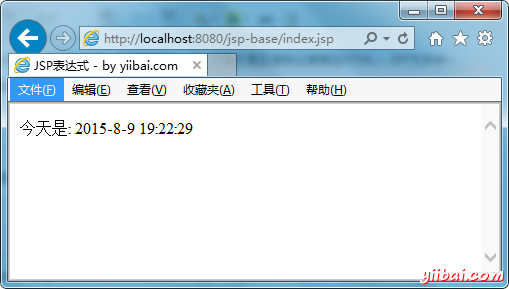 http://localhost:8080/jsp-base/index.jsp
JSP表达式 - by yiibai.com
文件(F) 编辑(E) 查看(V) 收藏夹(A) 工具(T) 帮助(H)
今天是: 2015-8-9 19:22:29
yiibai.com